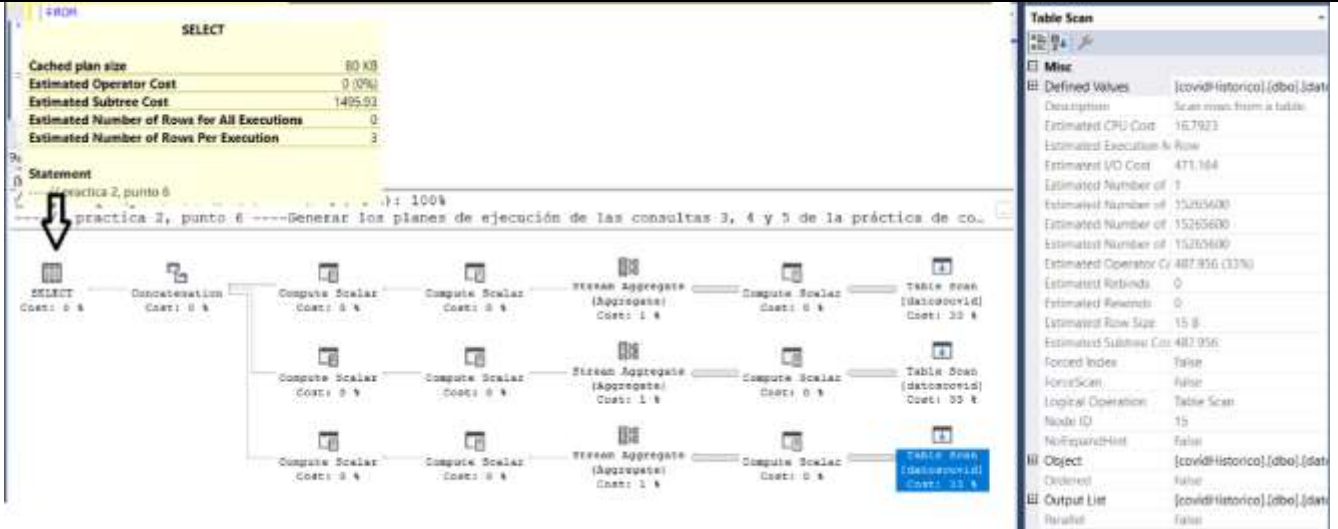 FROM
SELECT
Cached plan size 80 KB
Estimated Operator Cost 0 (0%)
Estimated Subtree Cost 1495.93
Estimated Number of Rows for All Executions 0
Estimated Number of Rows Per Execution 3
Statement
practica 2, punto 6
): 100%
practica 2, punto 6 ----Generar los planes de ejecución de las consultas 3, 4 y 5 de la práctica de co…
SELECT
Cost: 0 %
Concatenation
Cost: 0 %
Compute Scalar
Cost: 0 %
Compute Scalar
Cost: 0 %
Stream Aggregate
(Aggregate)
Cost: 1 %
Compute Scalar
Cost: 0 %
Table Scan
[datoscovid]
Cost: 33 %
Compute Scalar
Cost: 0 %
Compute Scalar
Cost: 0 %
Stream Aggregate
(Aggregate)
Cost: 1 %
Compute Scalar
Cost: 0 %
Table Scan
[datoscovid]
Cost: 33 %
Compute Scalar
Cost: 0 %
Compute Scalar
Cost: 0 %
Stream Aggregate
(Aggregate)
Cost: 1 %
Compute Scalar
Cost: 0 %
Table Scan
[datoscovid]
Cost: 33 %
Table Scan
Misc
Defined Values [covidHistorico].[dbo].[dato
Description Scan rows from a table.
Estimated CPU Cost 16.7923
Estimated Execution M Row
Estimated I/O Cost 471.164
Estimated Number of 1
Estimated Number of 15265600
Estimated Number of 15265600
Estimated Number of 15265600
Estimated Operator Co 487.956 (33%)
Estimated Rebinds 0
Estimated Rewinds 0
Estimated Row Size 15 B
Estimated Subtree Cos 487.956
Forced Index False
ForceScan False
Logical Operation Table Scan
Node ID 15
NoExpandHint False
Object [covidHistorico].[dbo].[dato
Ordered False
Output List [covidHistorico].[dbo].[dato
Parallel False